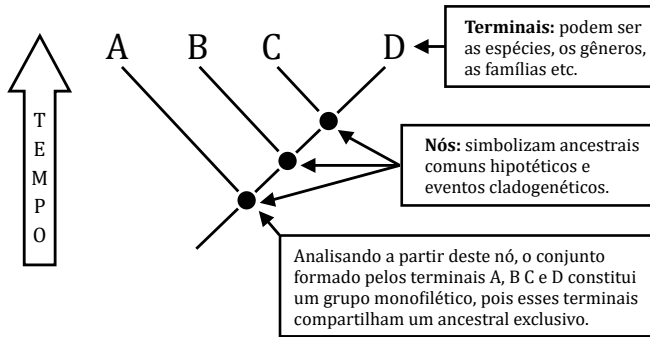 Terminais: podem ser
as espécies, os gêneros,
as famílias etc.
A B C D
T
E
M
P
O
Nós: simbolizam ancestrais
comuns hipotéticos e
eventos cladogenéticos.
Analisando a partir deste nó, o conjunto
formado pelos terminais A, B C e D constitui
um grupo monofilético, pois esses terminais
compartilham um ancestral exclusivo.